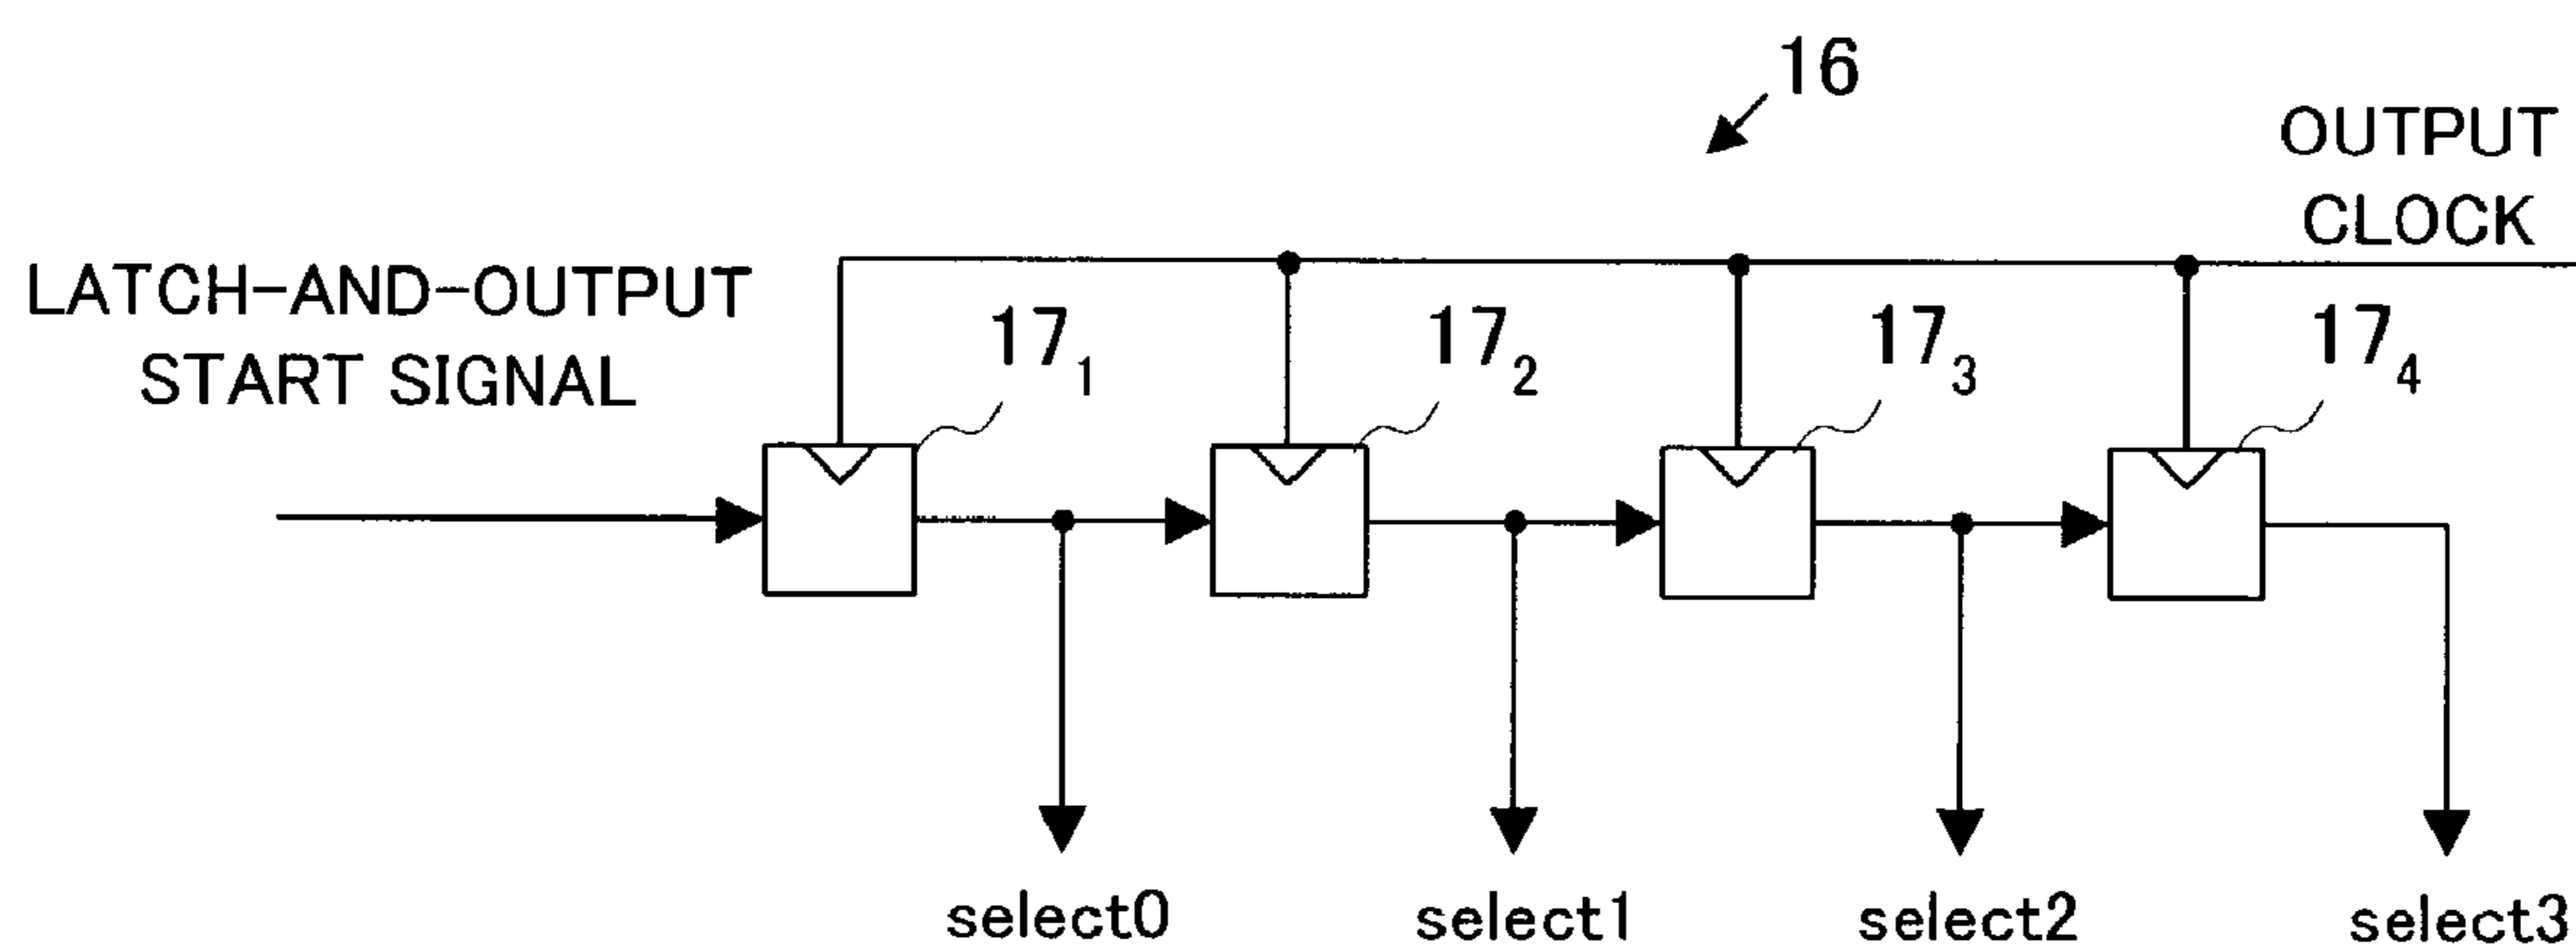 16
OUTPUT
CLOCK
LATCH-AND-OUTPUT
START SIGNAL
17₁
17₂
17₃
17₄
select0
select1
select2
select3